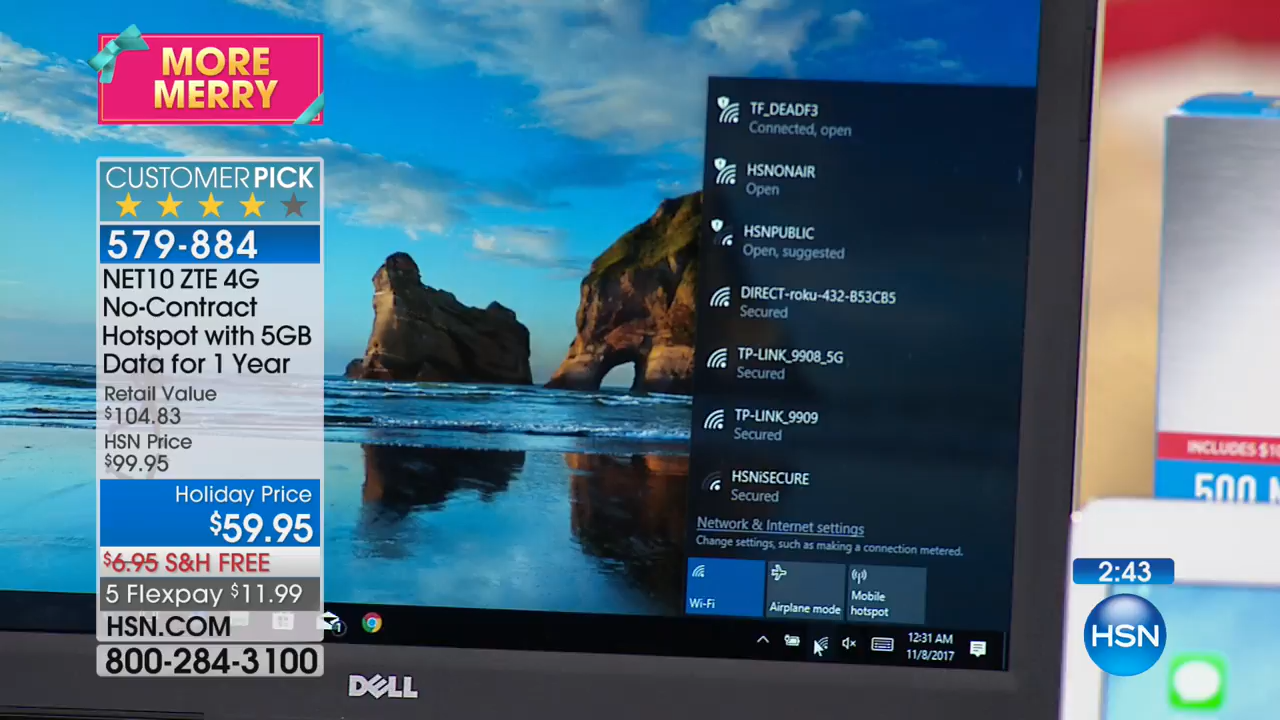 MORE
MERRY
CUSTOMER PICK
579-884
NET10 ZTE 4G
No-Contract
Hotspot with 5GB
Data for 1 Year
Retail Value
$104.83
HSN Price
$99.95
Holiday Price
$59.95
$6.95 S&H FREE
5 Flexpay $11.99
HSN.COM
800-284-3100
TF_DEADF3
Connected, open
HSNONAIR
Open
HSNPUBLIC
Open, suggested
DIRECT-roku-432-B53CB5
Secured
TP-LINK_9908_5G
Secured
TP-LINK_9909
Secured
HSNiSECURE
Secured
Network & Internet settings
Change settings, such as making a connection metered.
Wi-Fi
Airplane mode
Mobile
hotspot
12:31 AM
11/8/2017
1
DELL
INCLUDES
500
2:43
HSN